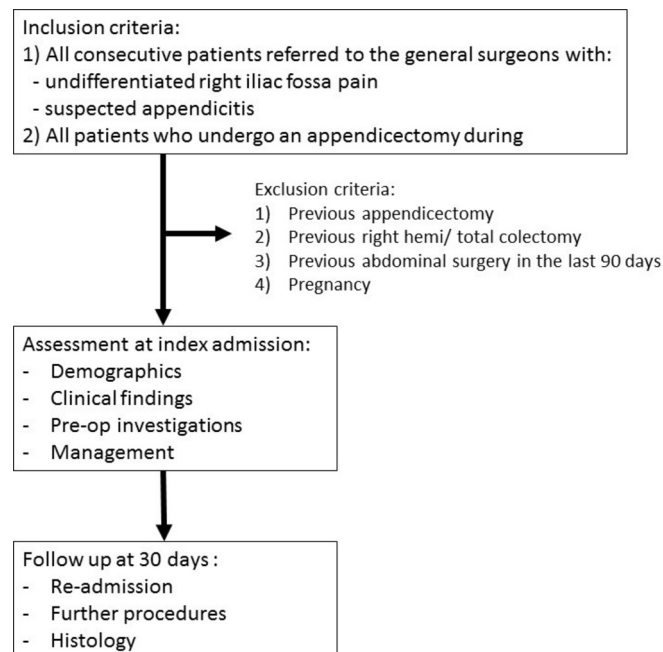 Inclusion criteria:
1) All consecutive patients referred to the general surgeons with:
- undifferentiated right iliac fossa pain
- suspected appendicitis
2) All patients who undergo an appendicectomy during
Exclusion criteria:
1) Previous appendicectomy
2) Previous right hemi/ total colectomy
3) Previous abdominal surgery in the last 90 days
4) Pregnancy
Assessment at index admission:
- Demographics
- Clinical findings
- Pre-op investigations
- Management
Follow up at 30 days :
- Re-admission
- Further procedures
- Histology